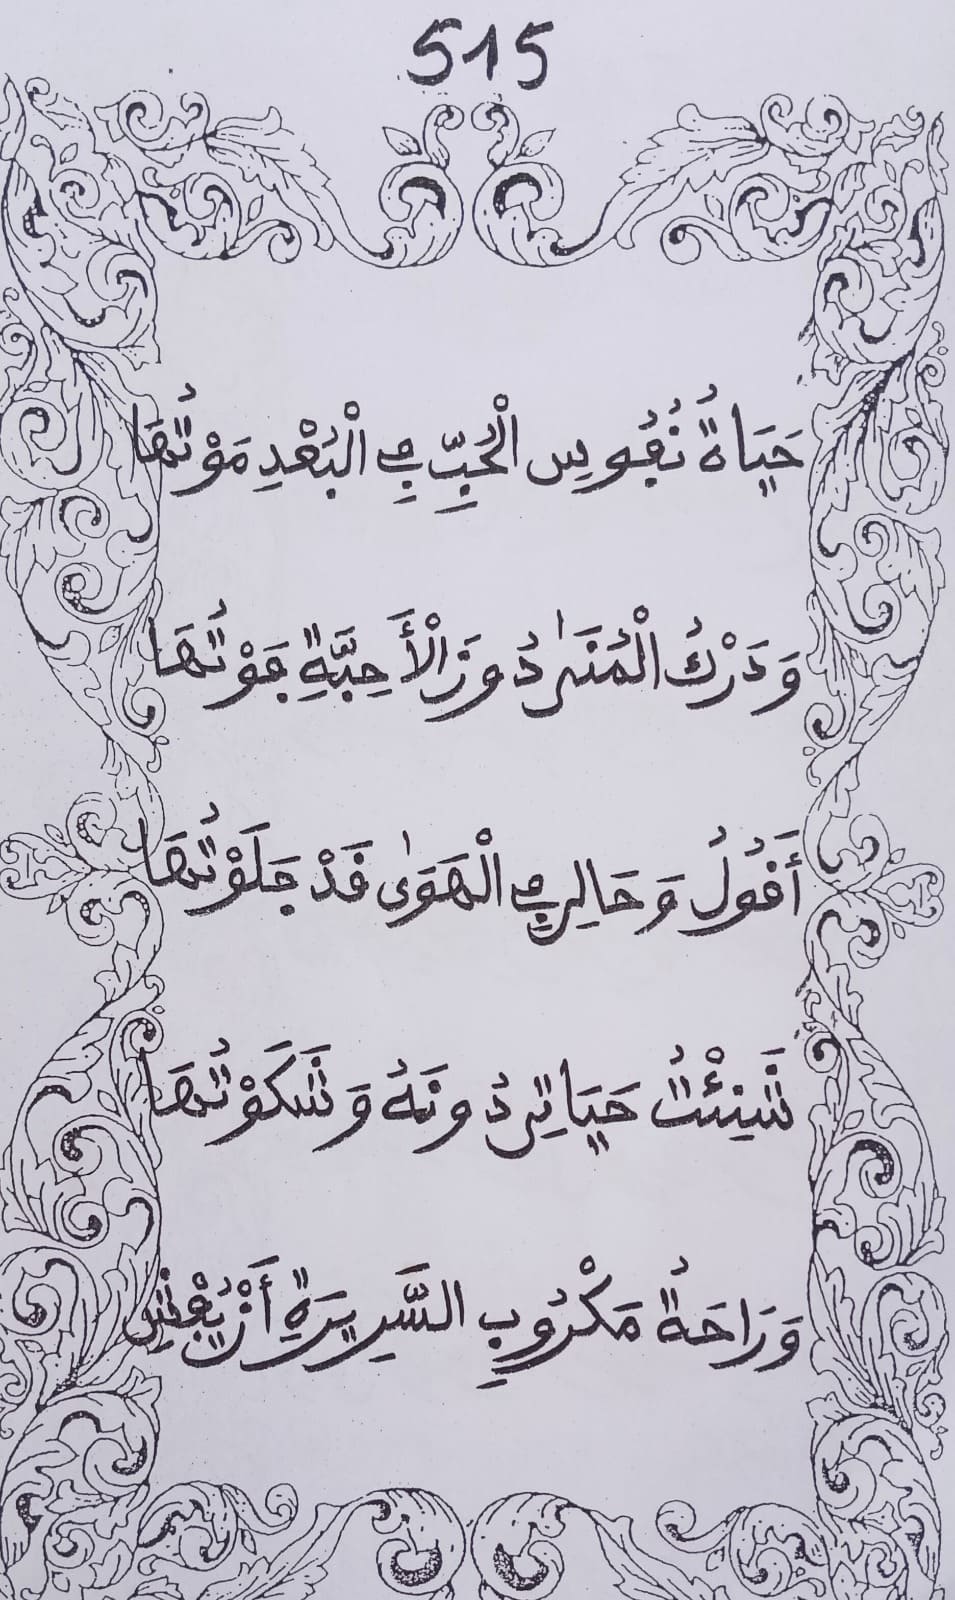 515
حَيَاةُ نُفُوسِ الْحُبِّ فِي الْبُعْدِ مَوْتُهَا
وَدَرْكُ الْمُنَىٰ دُونَ الْأَحِبَّةِ فَوْتُهَا
أَقُولُ وَحَالِي فِي الْهَوَىٰ قَدْ جَلَوْتُهَا
شَنِئْتُ حَيَاتِي دُونَهُ وَشَكَوْتُهَا
وَرَاحَةُ مَكْرُوبِ السَّرِيرَةِ أَنْ يُفْنِي